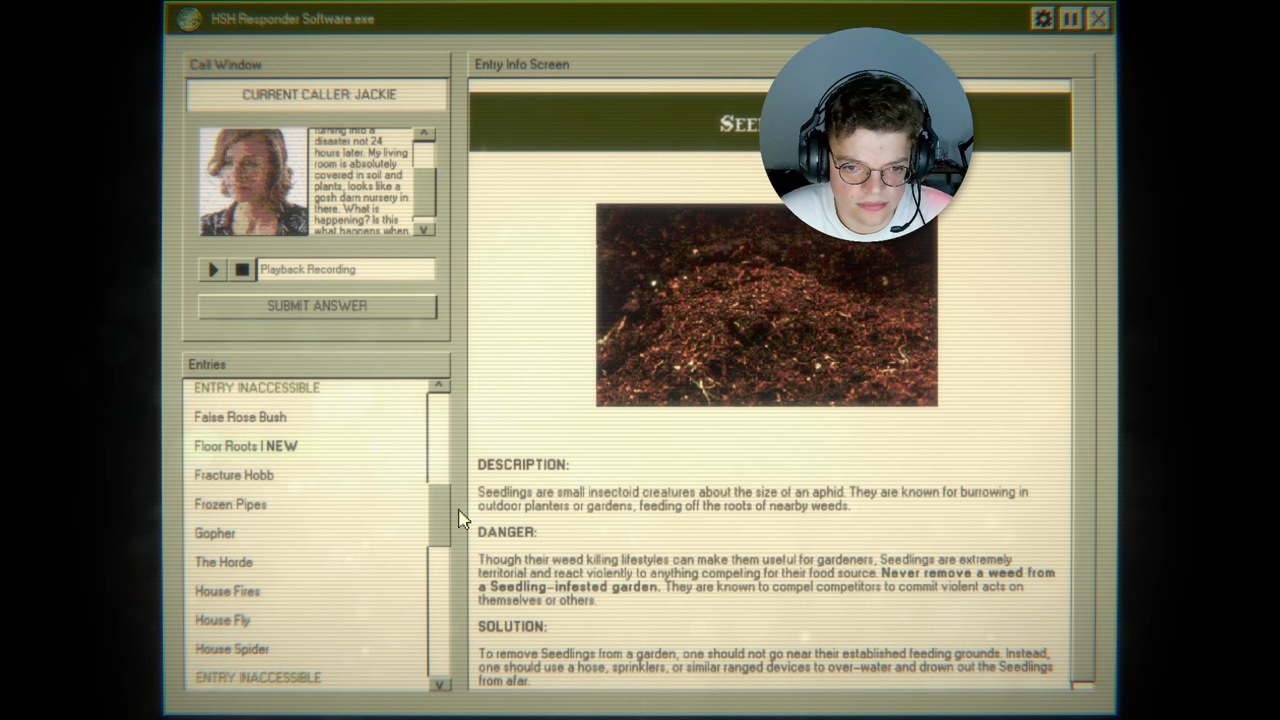 HSH Responder Software.exe
Call Window
Entry Info Screen
CURRENT CALLER: JACKIE
turning into a
disaster not 24
hours later. My living
room is absolutely
covered in soil and
plants, looks like a
gosh darn nursery in
there. What is
happening? Is this
what happens when
Playback Recording
SUBMIT ANSWER
Entries
ENTRY INACCESSIBLE
False Rose Bush
Floor Roots | NEW
Fracture Hobb
Frozen Pipes
Gopher
The Horde
House Fires
House Fly
House Spider
ENTRY INACCESSIBLE
DESCRIPTION:
Seedlings are small insectoid creatures about the size of an aphid. They are known for burrowing in
outdoor planters or gardens, feeding off the roots of nearby weeds.
DANGER:
Though their weed killing lifestyles can make them useful for gardeners, Seedlings are extremely
territorial and react violently to anything competing for their food source. Never remove a weed from
a Seedling-infested garden. They are known to compel competitors to commit violent acts on
themselves or others.
SOLUTION:
To remove Seedlings from a garden, one should not go near their established feeding grounds. Instead,
one should use a hose, sprinklers, or similar ranged devices to over-water and drown out the Seedlings
from afar.